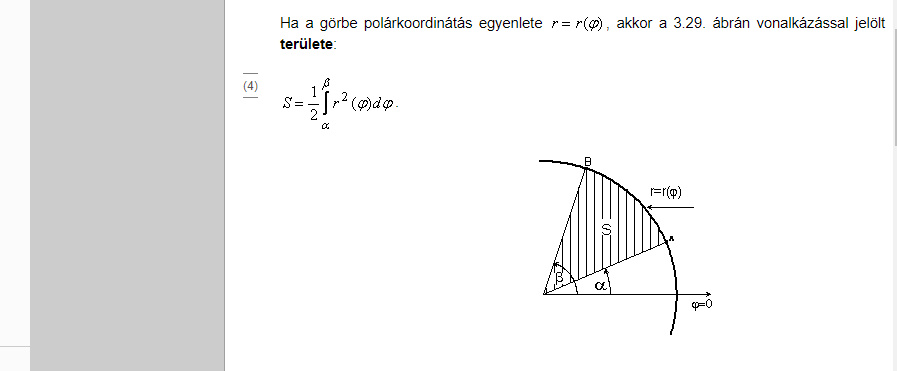 Ha a görbe polárkoordinátás egyenlete r = r(φ), akkor a 3.29. ábrán vonalkázással jelölt
területe:
(4)
S = 1/2 ∫_α^β r² (φ)dφ.
B
r=r(φ)
S
A
β
α
φ=0